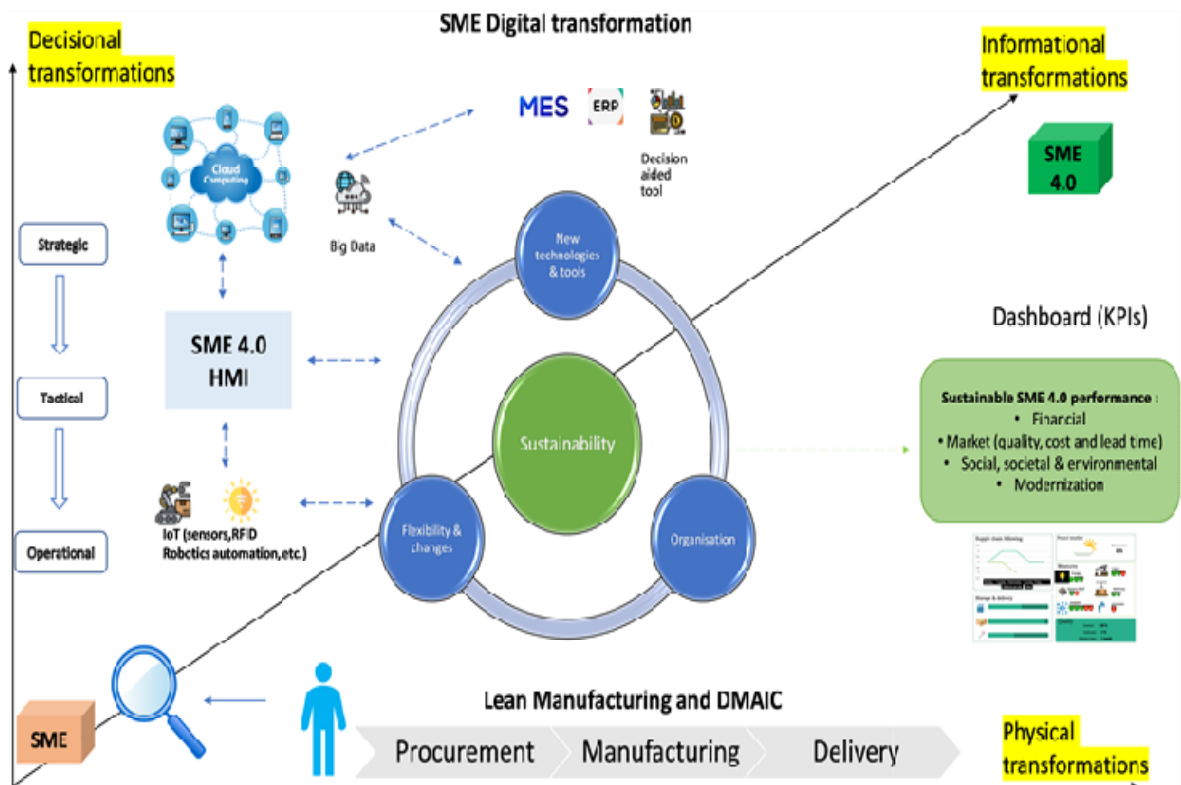 SME Digital transformation
Decisional
transformations
Informational
transformations
MES
ERP
Decision
aided
tool
Cloud
Computing
Big Data
SME
4.0
Strategic
Tactical
Operational
SME 4.0
HMI
IoT (sensors,RFID
Robotics automation,etc.)
New
technologies
& tools
Sustainability
Flexibility &
changes
Organisation
Dashboard (KPIs)
Sustainable SME 4.0 performance :
• Financial
• Market (quality, cost and lead time)
• Social, societal & environmental
• Modernization
Supply chain following
SME
Lean Manufacturing and DMAIC
Procurement
Manufacturing
Delivery
Physical
transformations